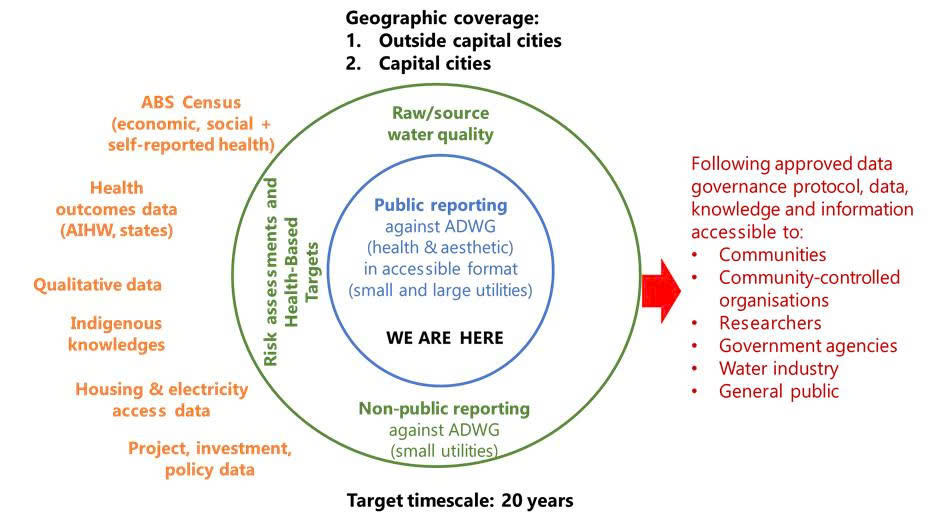 Geographic coverage:
1. Outside capital cities
2. Capital cities
ABS Census
(economic, social +
self-reported health)
Health
outcomes data
(AIHW, states)
Qualitative data
Indigenous
knowledges
Housing & electricity
access data
Project, investment,
policy data
Raw/source
water quality
Risk assessments and
Health-Based
Targets
Public reporting
against ADWG
(health & aesthetic)
in accessible format
(small and large utilities)
WE ARE HERE
Non-public reporting
against ADWG
(small utilities)
Following approved data
governance protocol, data,
knowledge and information
accessible to:
• Communities
• Community-controlled
organisations
• Researchers
• Government agencies
• Water industry
• General public
Target timescale: 20 years